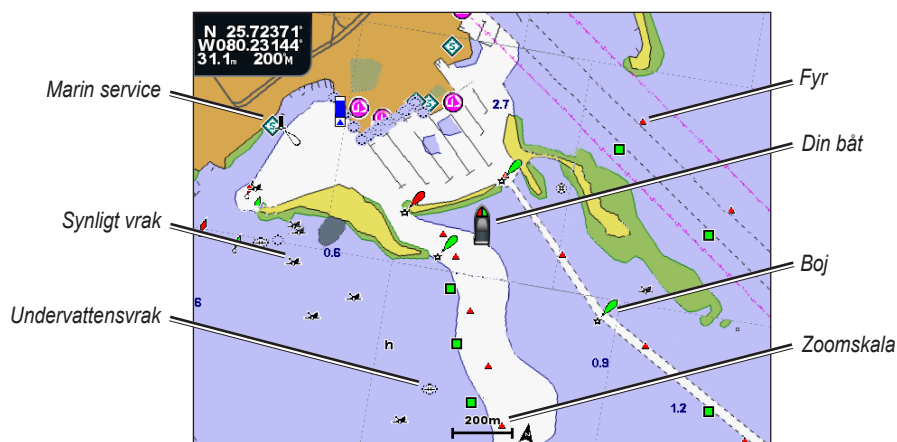 N 25.72371°
W080.23144°
31.1m 200M
Marin service
Synligt vrak
Undervattensvrak
Fyr
Din båt
Boj
Zoomskala
2.7
0.6
6
h
0.9
1.2
200m
S
S
S
N